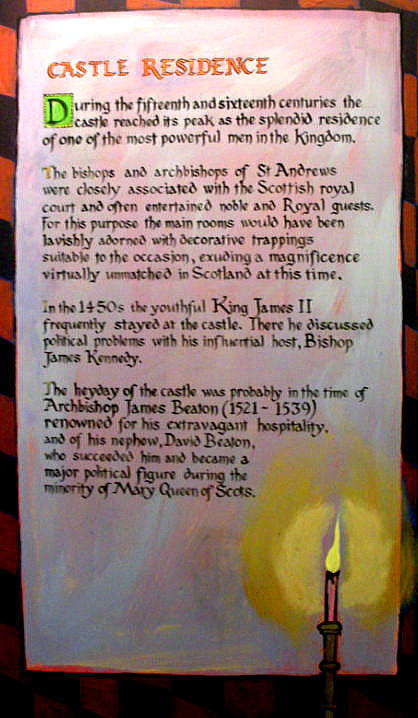 CASTLE RESIDENCE
During the fifteenth and sixteenth centuries the
castle reached its peak as the splendid residence
of one of the most powerful men in the Kingdom.
The bishops and archbishops of St Andrews
were closely associated with the Scottish royal
court and often entertained noble and Royal guests.
For this purpose the main rooms would have been
lavishly adorned with decorative trappings
suitable to the occasion, exuding a magnificence
virtually unmatched in Scotland at this time.
In the 1450s the youthful King James II
frequently stayed at the castle. There he discussed
political problems with his influential host, Bishop
James Kennedy.
The heyday of the castle was probably in the time of
Archbishop James Beaton (1521 - 1539)
renowned for his extravagant hospitality,
and of his nephew, David Beaton,
who succeeded him and became a
major political figure during the
minority of Mary Queen of Scots.